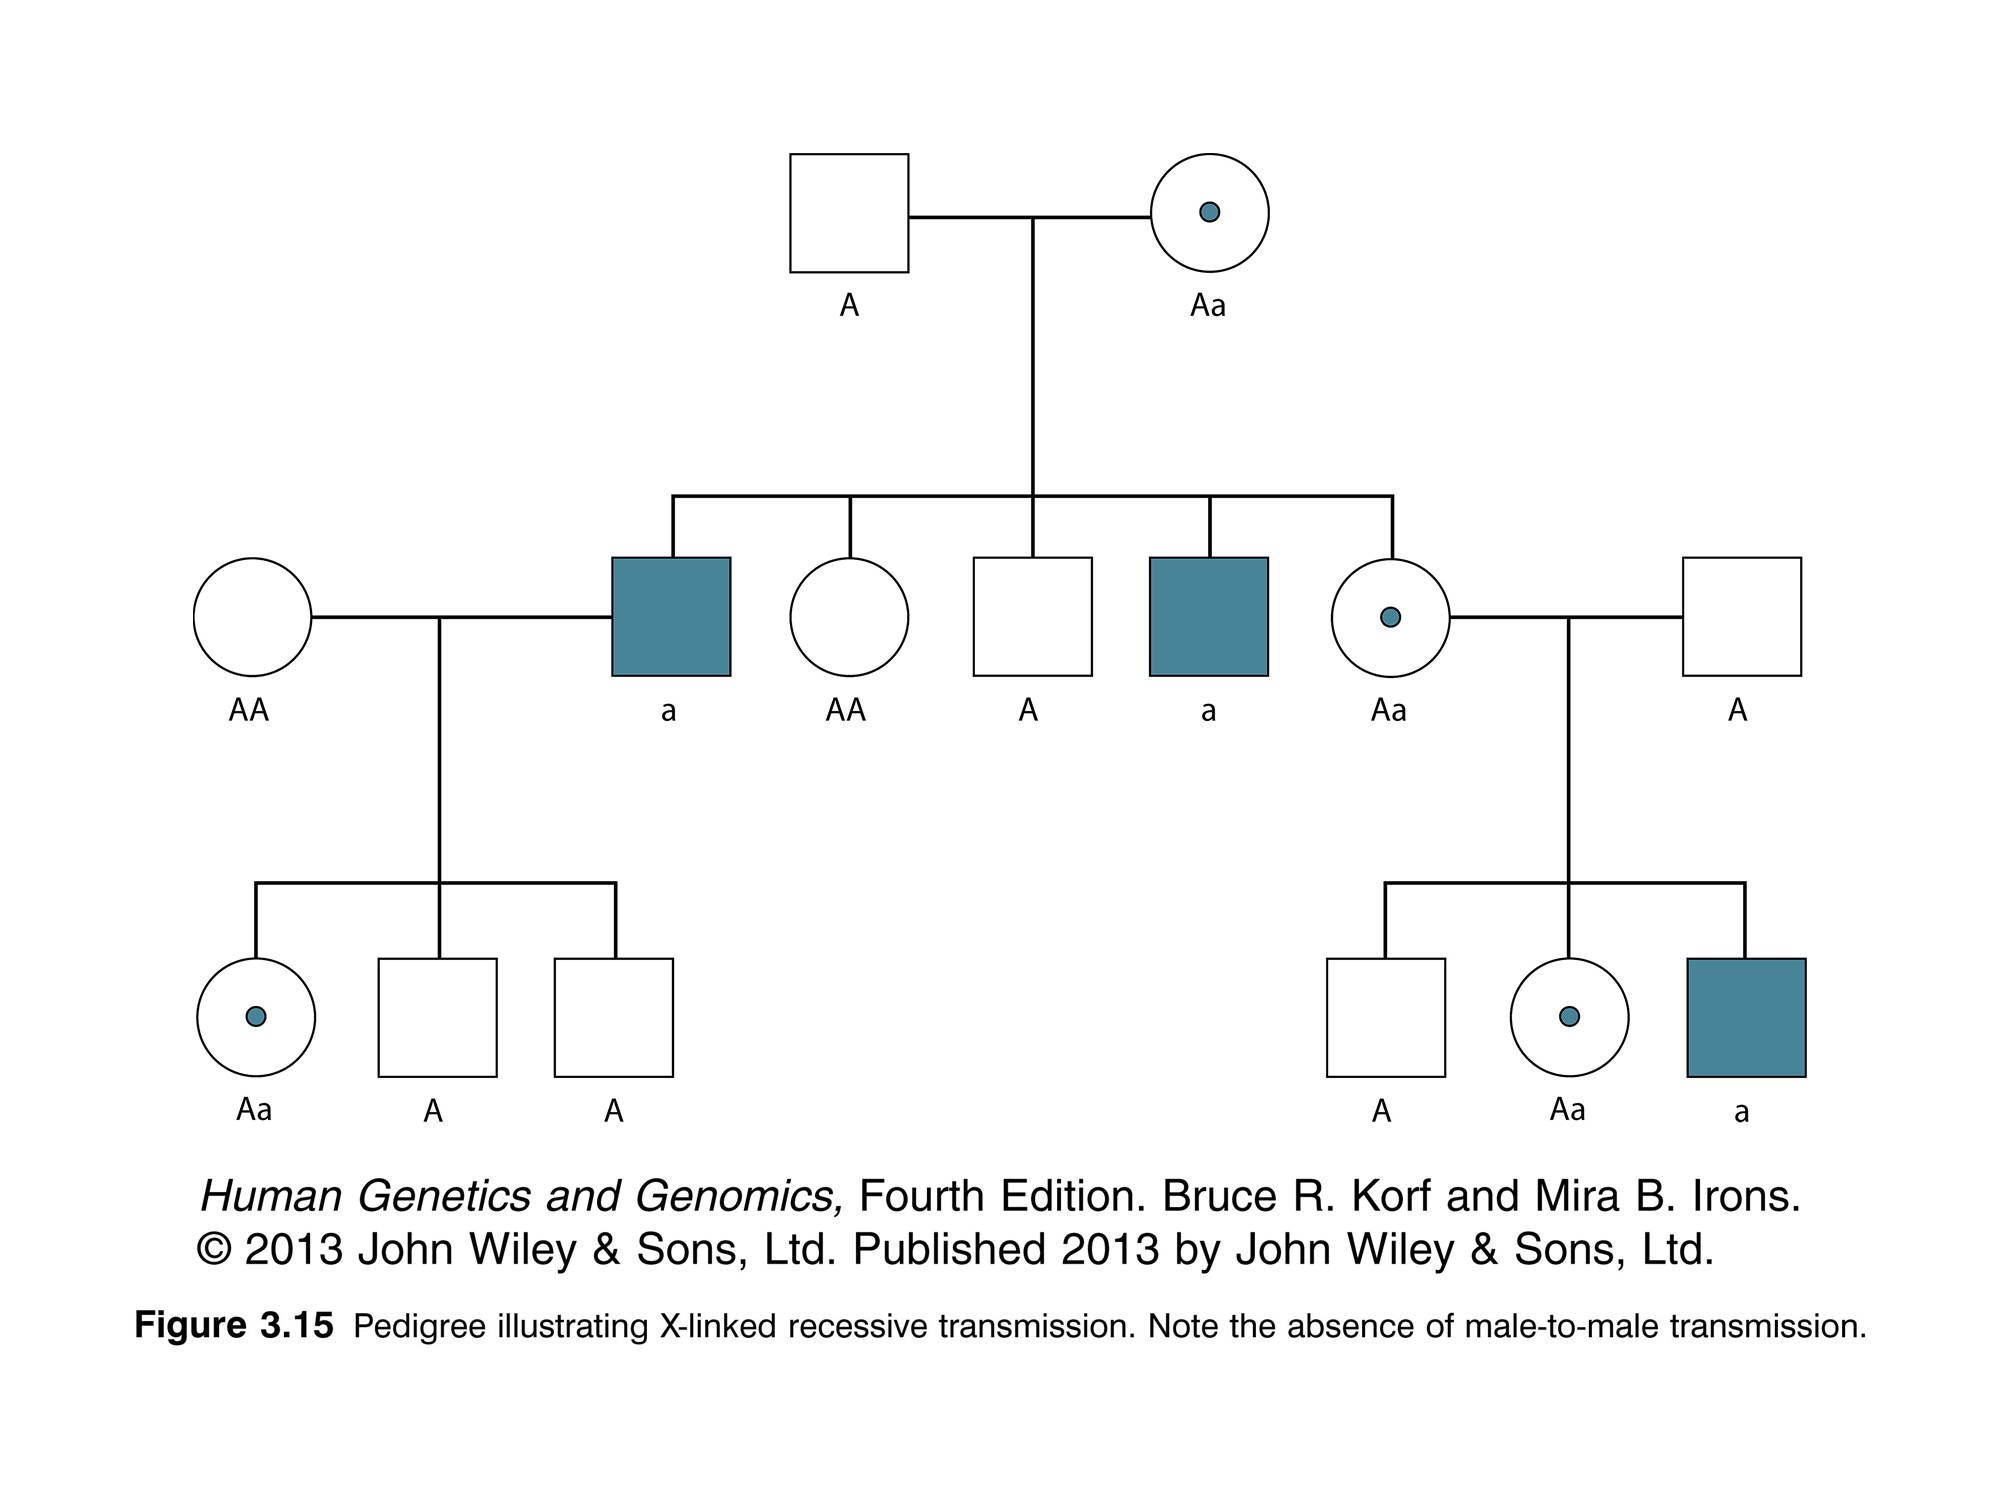 A
Aa
AA
a
AA
A
a
Aa
A
Aa
A
A
A
Aa
a
Human Genetics and Genomics, Fourth Edition. Bruce R. Korf and Mira B. Irons.
© 2013 John Wiley & Sons, Ltd. Published 2013 by John Wiley & Sons, Ltd.
Figure 3.15 Pedigree illustrating X-linked recessive transmission. Note the absence of male-to-male transmission.